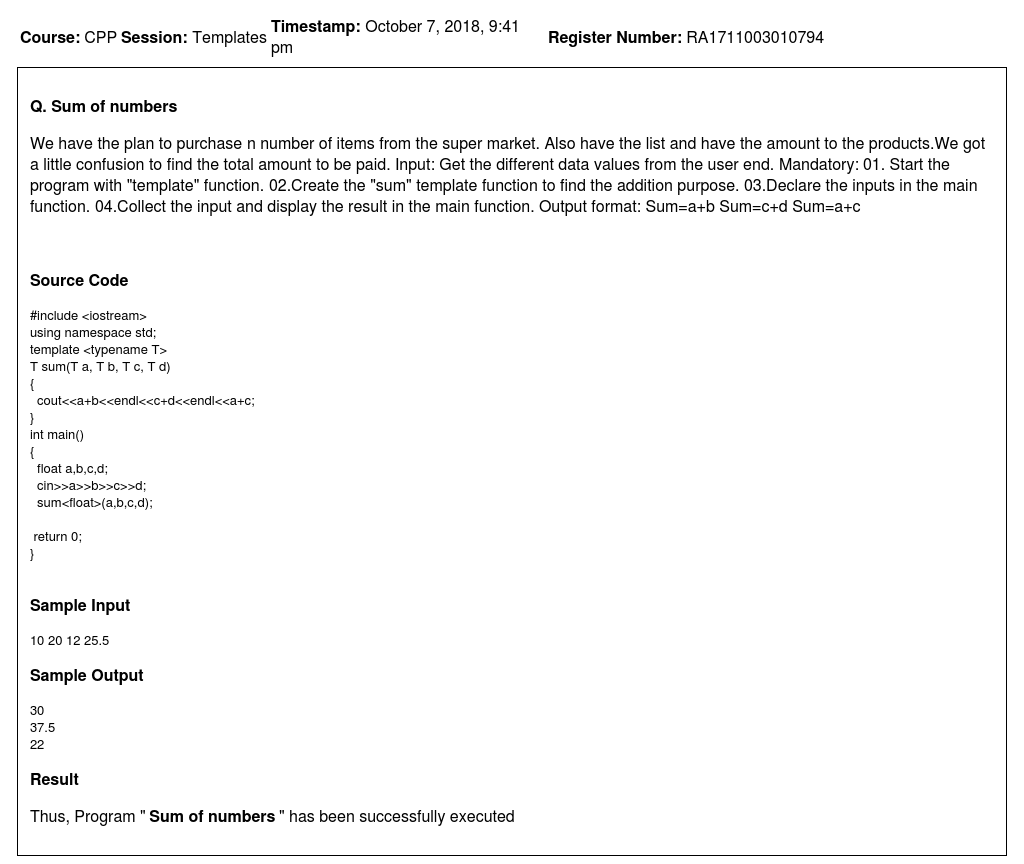 Course: CPP Session: Templates Timestamp: October 7, 2018, 9:41 pm Register Number: RA1711003010794
Q. Sum of numbers
We have the plan to purchase n number of items from the super market. Also have the list and have the amount to the products.We got
a little confusion to find the total amount to be paid. Input: Get the different data values from the user end. Mandatory: 01. Start the
program with "template" function. 02.Create the "sum" template function to find the addition purpose. 03.Declare the inputs in the main
function. 04.Collect the input and display the result in the main function. Output format: Sum=a+b Sum=c+d Sum=a+c
Source Code
#include <iostream>
using namespace std;
template <typename T>
T sum(T a, T b, T c, T d)
{
  cout<<a+b<<endl<<c+d<<endl<<a+c;
}
int main()
{
  float a,b,c,d;
  cin>>a>>b>>c>>d;
  sum<float>(a,b,c,d);
 return 0;
}
Sample Input
10 20 12 25.5
Sample Output
30
37.5
22
Result
Thus, Program " Sum of numbers " has been successfully executed